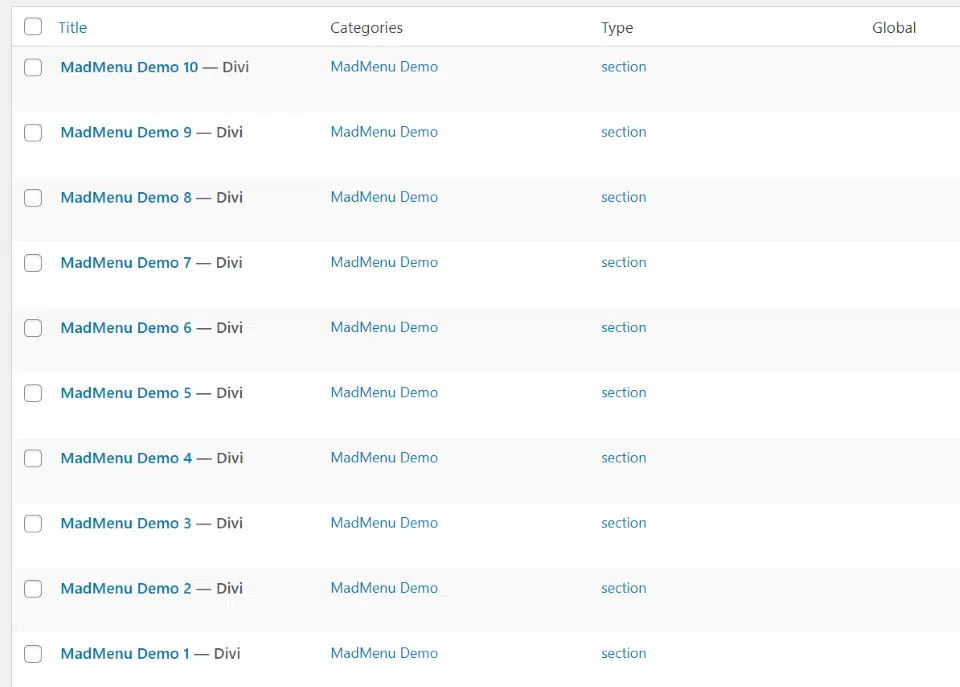 Title Categories Type Global
MadMenu Demo 10 — Divi MadMenu Demo section
MadMenu Demo 9 — Divi MadMenu Demo section
MadMenu Demo 8 — Divi MadMenu Demo section
MadMenu Demo 7 — Divi MadMenu Demo section
MadMenu Demo 6 — Divi MadMenu Demo section
MadMenu Demo 5 — Divi MadMenu Demo section
MadMenu Demo 4 — Divi MadMenu Demo section
MadMenu Demo 3 — Divi MadMenu Demo section
MadMenu Demo 2 — Divi MadMenu Demo section
MadMenu Demo 1 — Divi MadMenu Demo section